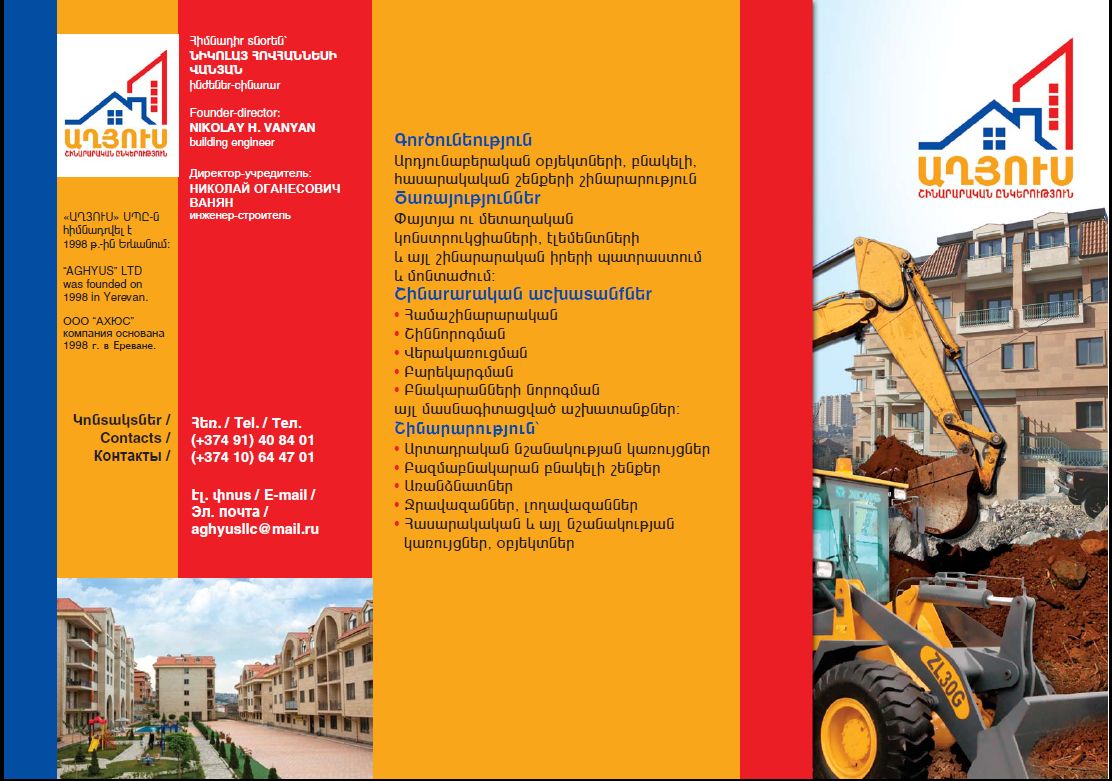 ԱՂՅՈՒՍ
ՇԻՆԱՐԱՐԱԿԱՆ ԸՆԿԵՐՈՒԹՅՈՒՆ
«ԱՂՅՈՒՍ» ՍՊԸ-ն
հիմնադրվել է
1998 թ.-ին Երևանում:
“AGHYUS” LTD
was founded on
1998 in Yerevan.
ООО “АХЮС”
компания основана
1998 г. в Ереване.
Կոնտակտներ /
Contacts /
Контакты /
Հիմնադիր տնօրեն՝
ՆԻԿՈԼԱՅ ՀՈՎՀԱՆՆԵՍԻ
ՎԱՆՅԱՆ
ինժեներ-շինարար
Founder-director:
NIKOLAY H. VANYAN
building engineer
Директор-учредитель:
НИКОЛАЙ ОГАНЕСОВИЧ
ВАНЯН
инженер-строитель
Հեռ. / Tel. / Тел.
(+374 91) 40 84 01
(+374 10) 64 47 01
Էլ. փոստ / E-mail /
Эл. почта /
aghyusllc@mail.ru
Գործունեություն
Արդյունաբերական օբյեկտների, բնակելի,
հասարակական շենքերի շինարարություն
Ծառայություններ
Փայտյա ու մետաղական
կոնստրուկցիաների, էլեմենտների
և այլ շինարարական իրերի պատրաստում
և մոնտաժում:
Շինարարական աշխատանքներ
• Համաշինարարական
• Շիննորոգման
• Վերակառուցման
• Բարեկարգման
• Բնակարանների նորոգման
այլ մասնագիտացված աշխատանքներ:
Շինարարություն՝
• Արտադրական նշանակության կառույցներ
• Բազմաբնակարան բնակելի շենքեր
• Առանձնատներ
• Ջրավազաններ, լողավազաններ
• Հասարակական և այլ նշանակության
կառույցներ, օբյեկտներ
ԱՂՅՈՒՍ
ՇԻՆԱՐԱՐԱԿԱՆ ԸՆԿԵՐՈՒԹՅՈՒՆ
XCMG
ZL30G